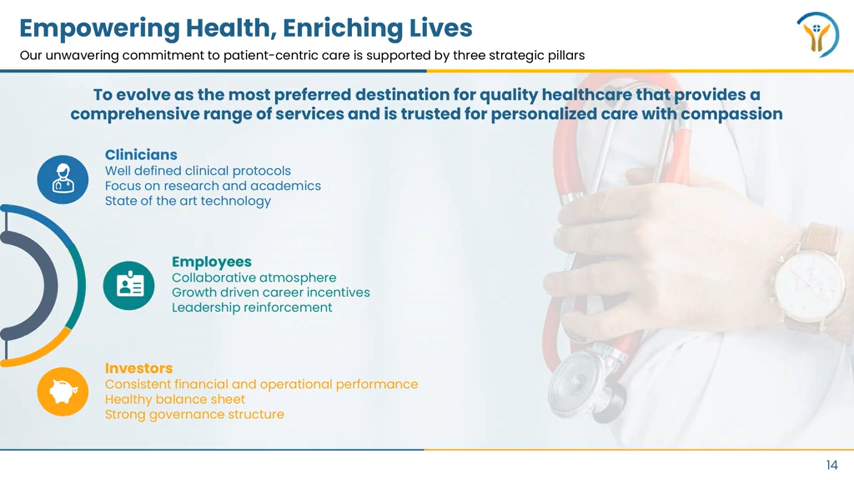 Empowering Health, Enriching Lives
Our unwavering commitment to patient-centric care is supported by three strategic pillars
To evolve as the most preferred destination for quality healthcare that provides a
comprehensive range of services and is trusted for personalized care with compassion
Clinicians
Well defined clinical protocols
Focus on research and academics
State of the art technology
Employees
Collaborative atmosphere
Growth driven career incentives
Leadership reinforcement
Investors
Consistent financial and operational performance
Healthy balance sheet
Strong governance structure
14